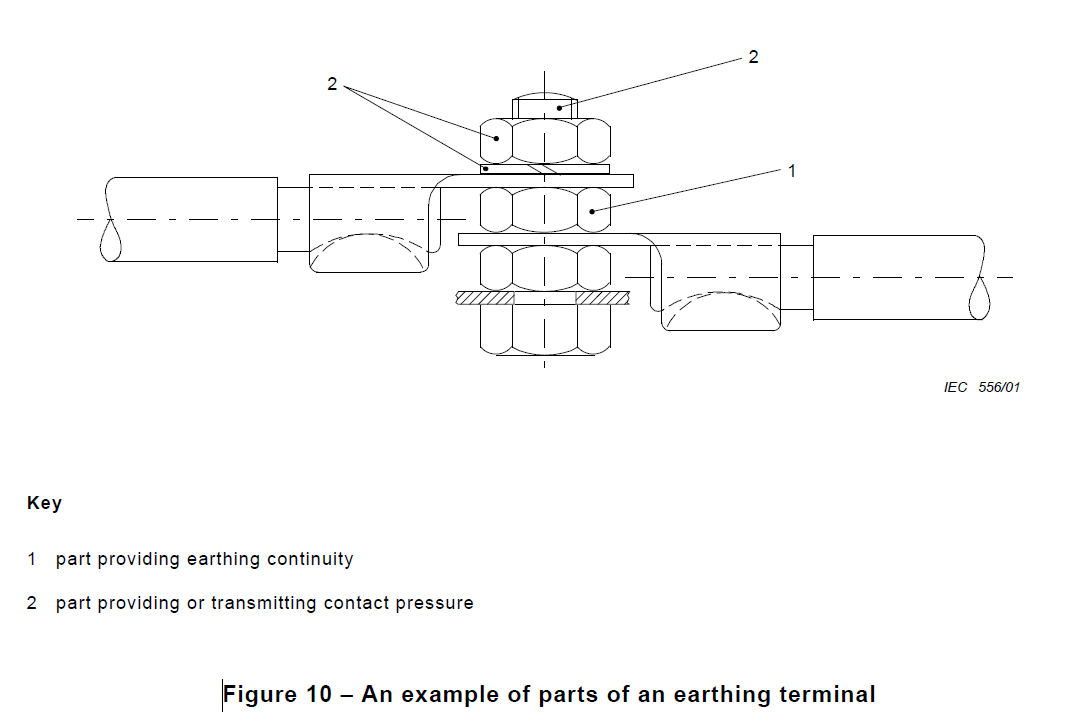 2
2
1
IEC 556/01
Key
1 part providing earthing continuity
2 part providing or transmitting contact pressure
Figure 10 – An example of parts of an earthing terminal